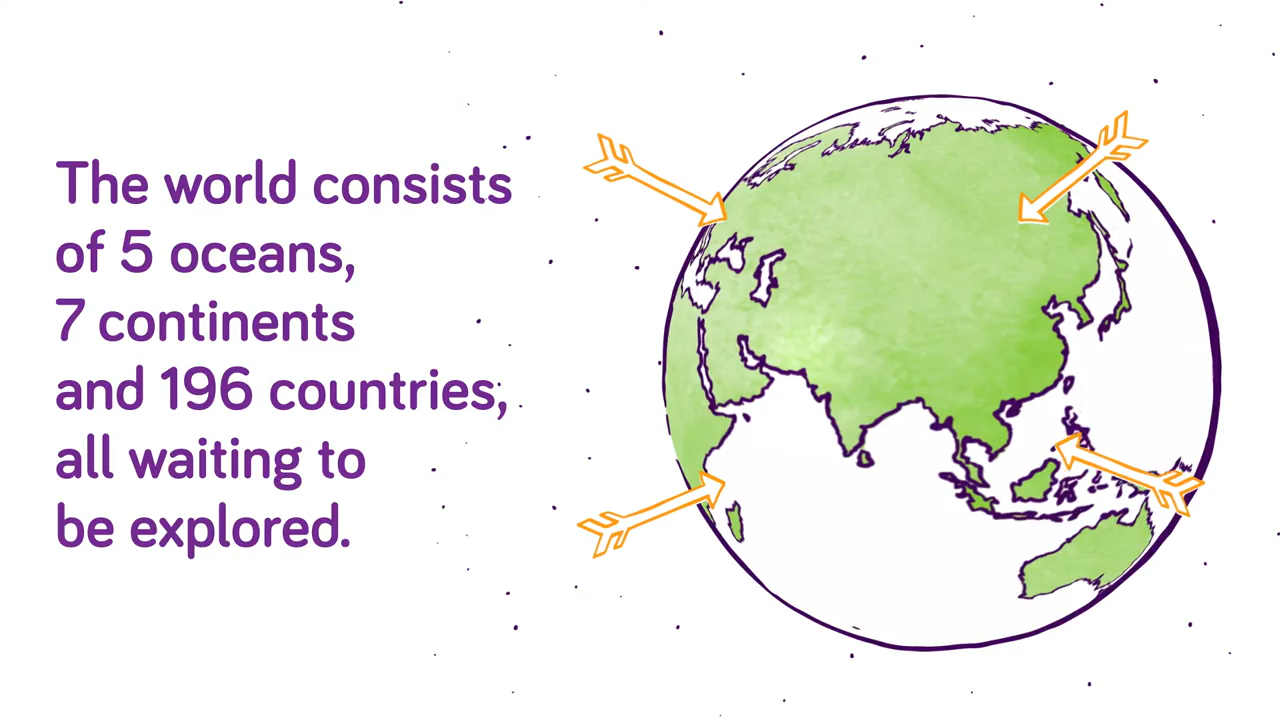 The world consists
of 5 oceans,
7 continents
and 196 countries,
all waiting to
be explored.